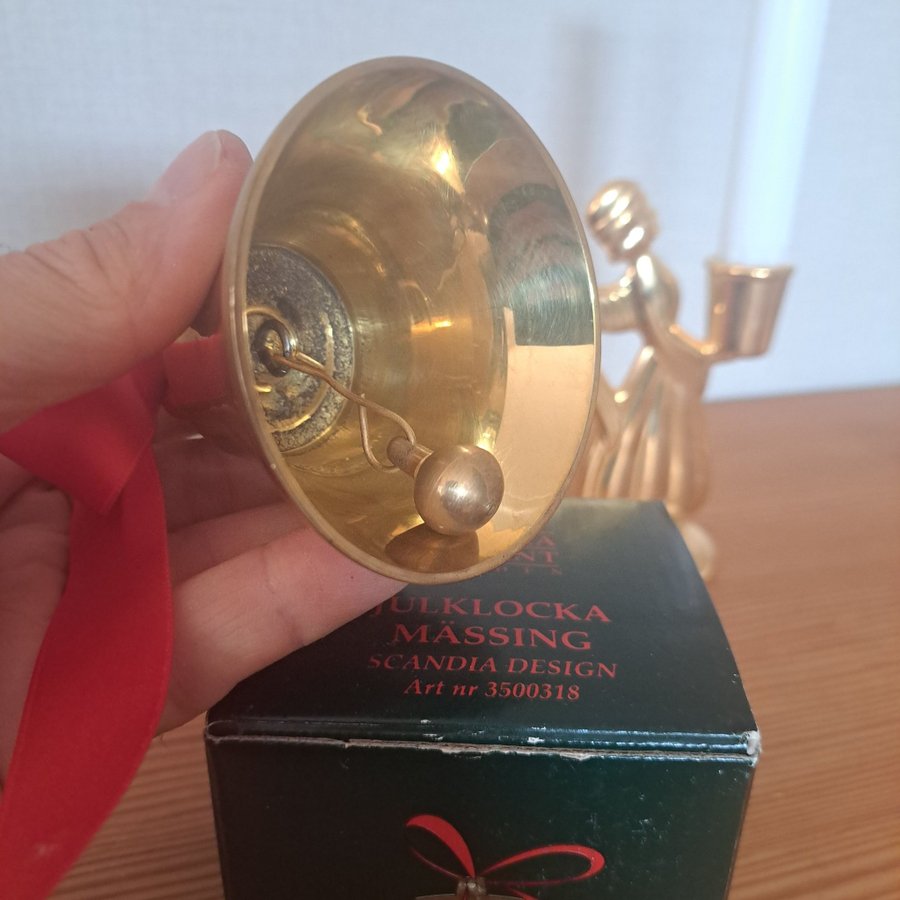 JULKLOCKA
MÄSSING
SCANDIA DESIGN
Art nr 3500318